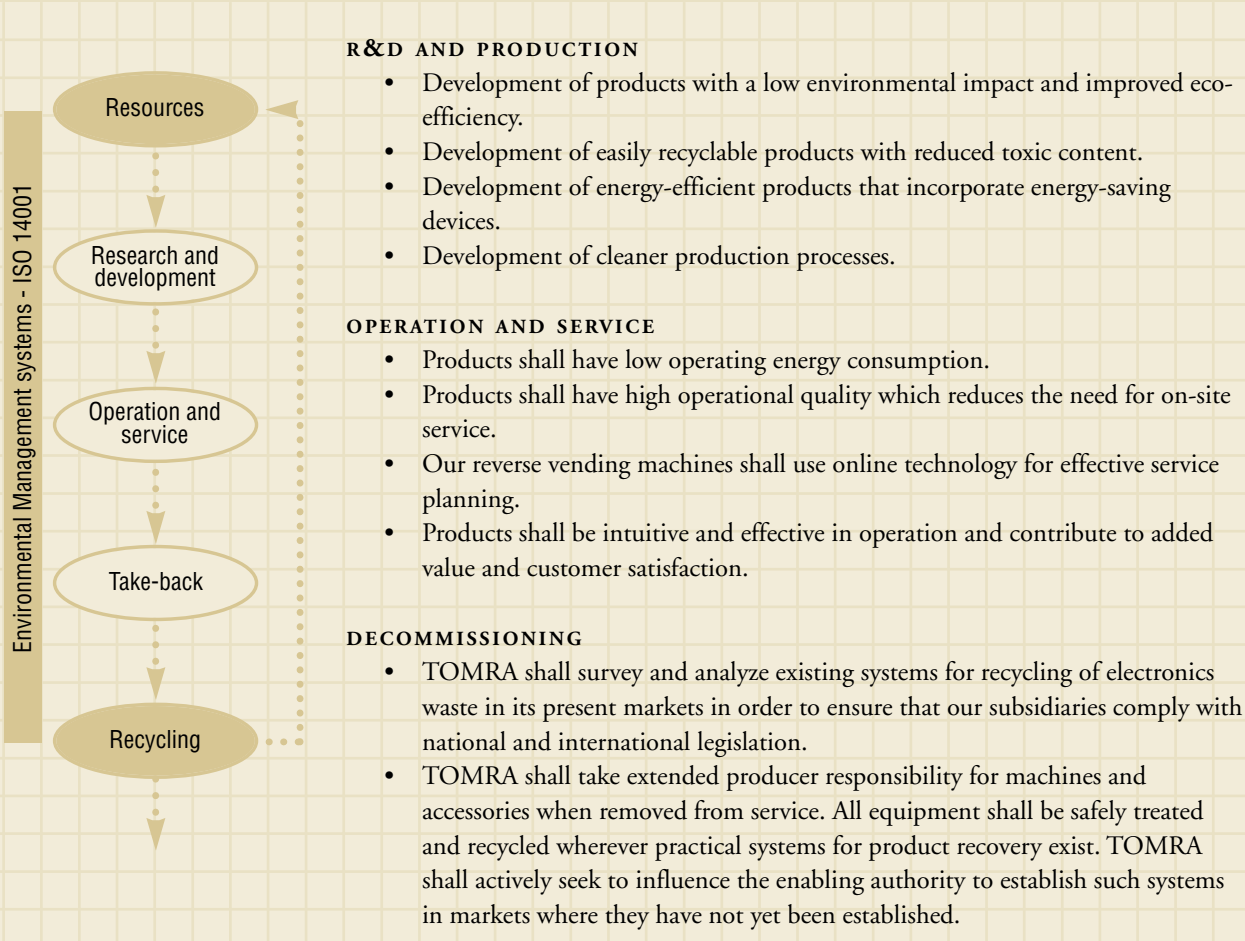 Environmental Management systems - ISO 14001
Resources
Research and
development
Operation and
service
Take-back
Recycling
R&D AND PRODUCTION
• Development of products with a low environmental impact and improved eco-
efficiency.
• Development of easily recyclable products with reduced toxic content.
• Development of energy-efficient products that incorporate energy-saving
devices.
• Development of cleaner production processes.
OPERATION AND SERVICE
• Products shall have low operating energy consumption.
• Products shall have high operational quality which reduces the need for on-site
service.
• Our reverse vending machines shall use online technology for effective service
planning.
• Products shall be intuitive and effective in operation and contribute to added
value and customer satisfaction.
DECOMMISSIONING
• TOMRA shall survey and analyze existing systems for recycling of electronics
waste in its present markets in order to ensure that our subsidiaries comply with
national and international legislation.
• TOMRA shall take extended producer responsibility for machines and
accessories when removed from service. All equipment shall be safely treated
and recycled wherever practical systems for product recovery exist. TOMRA
shall actively seek to influence the enabling authority to establish such systems
in markets where they have not yet been established.